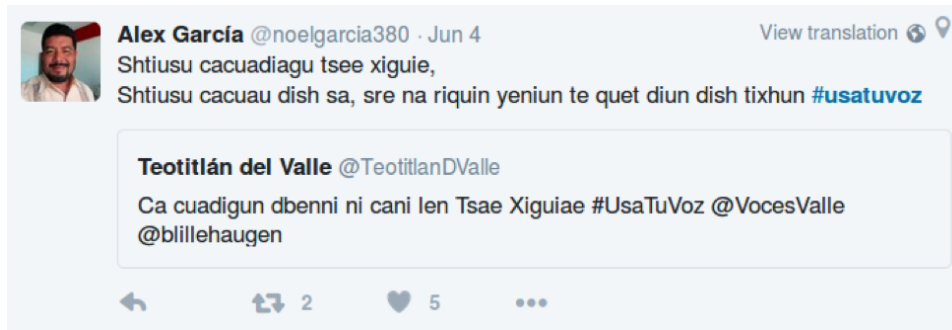 Alex García @noelgarcia380 · Jun 4 View translation
Shtiusu cacuadiagu tsee xiguie,
Shtiusu cacuau dish sa, sre na riquin yeniun te quet diun dish tixhun #usatuvoz
Teotitlán del Valle @TeotitlanDValle
Ca cuadigun dbenni ni cani len Tsae Xiguiae #UsaTuVoz @VocesValle
@blillehaugen
2 5